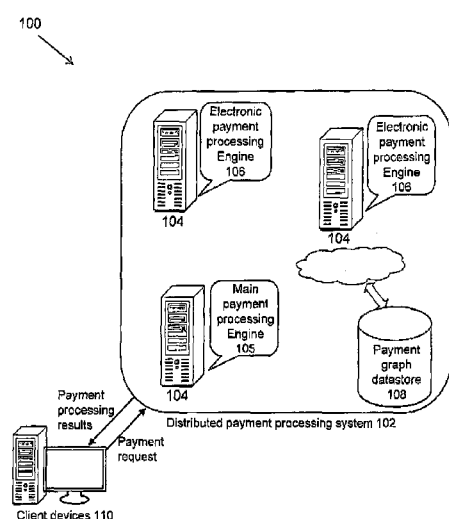 100
Electronic
payment
processing
Engine
106
104
Electronic
payment
processing
Engine
106
104
Main
payment
processing
Engine
105
104
Payment
graph
datastore
108
Distributed payment processing system 102
Payment
processing
results
Payment
request
Client devices 110